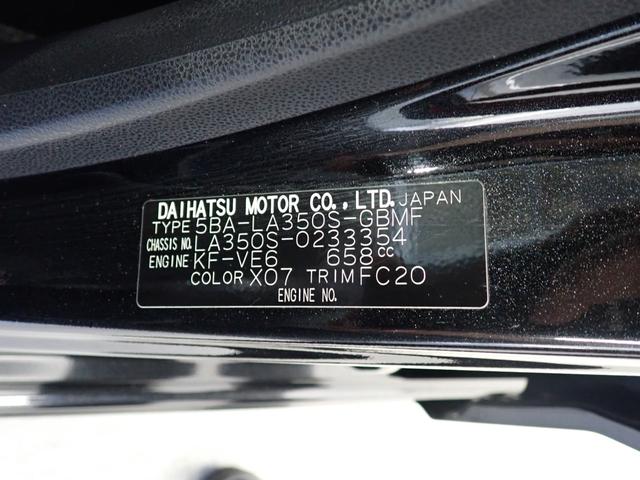 DAIHATSU MOTOR CO., LTD. JAPAN
TYPE 5BA-LA350S-GBMF
CHASSIS NO. LA350S-0233354
ENGINE KF-VE6 658cc
COLOR X07 TRIM FC20
ENGINE NO.